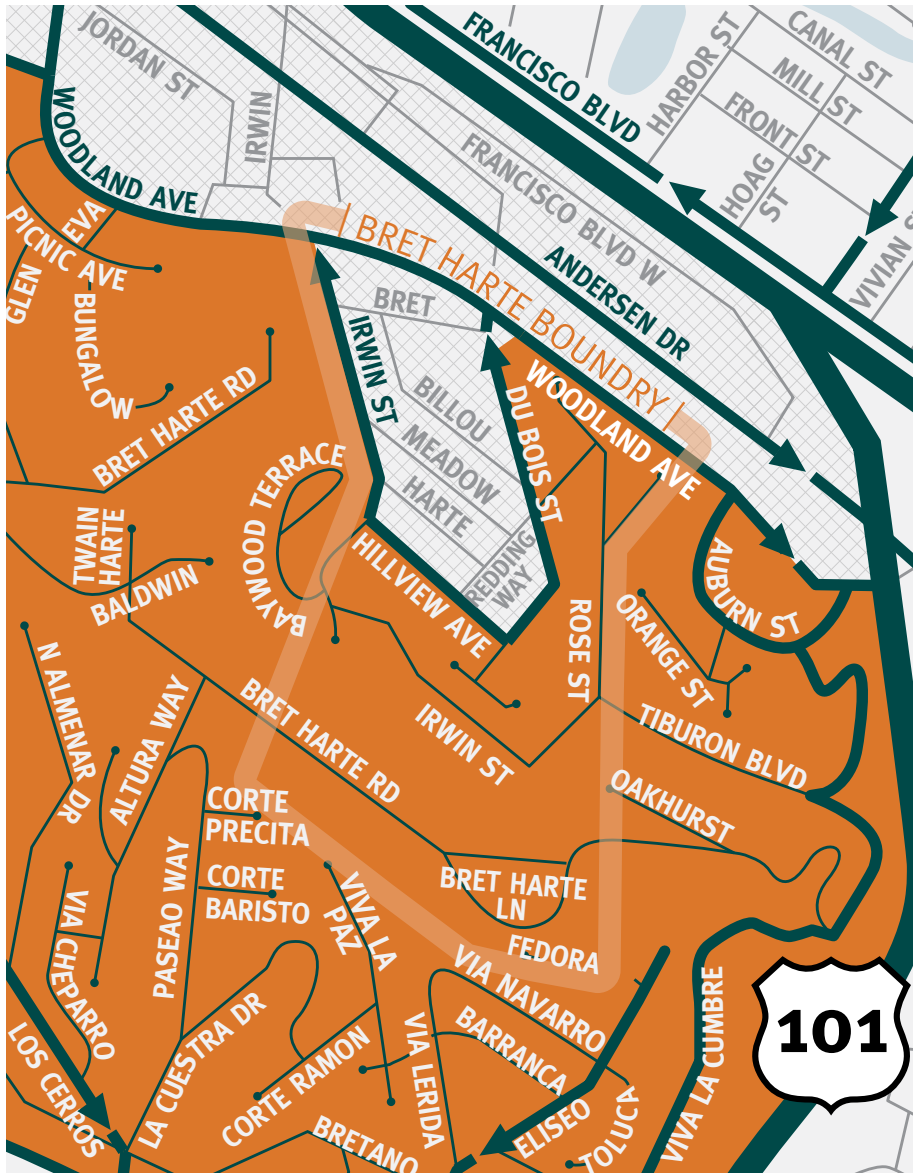 JORDAN ST
IRWIN
FRANCISCO BLVD
HARBOR ST
CANAL ST
MILL ST
FRONT ST
HOAG
ST
VIVIAN S
WOODLAND AVE
FRANCISCO BLVD W
ANDERSEN DR
| BRET HARTE BOUNDRY |
EVA
PICNIC AVE
GLEN
BUNGALOW
BRET
IRWIN ST
BILLOU
MEADOW
HARTE
REDDING
WAY
DU BOIS ST
WOODLAND AVE
BRET HARTE RD
BAYWOOD TERRACE
TWAIN
HARTE
BALDWIN
HILLVIEW AVE
AUBURN ST
ROSE ST
ORANGE ST
N ALMENAR DR
ALTURA WAY
BRET HARTE RD
IRWIN ST
TIBURON BLVD
OAKHURST
CORTE
PRECITA
CORTE
BARISTO
PASEAO WAY
VIVA LA
PAZ
BRET HARTE
LN
FEDORA
VIA CHEPARRO
VIA NAVARRO
BARRANCA
VIA LERIDA
LA CUESTRA DR
CORTE RAMON
LOS CERROS
BRETANO
ELISEO
TOLUCA
VIVA LA CUMBRE
101